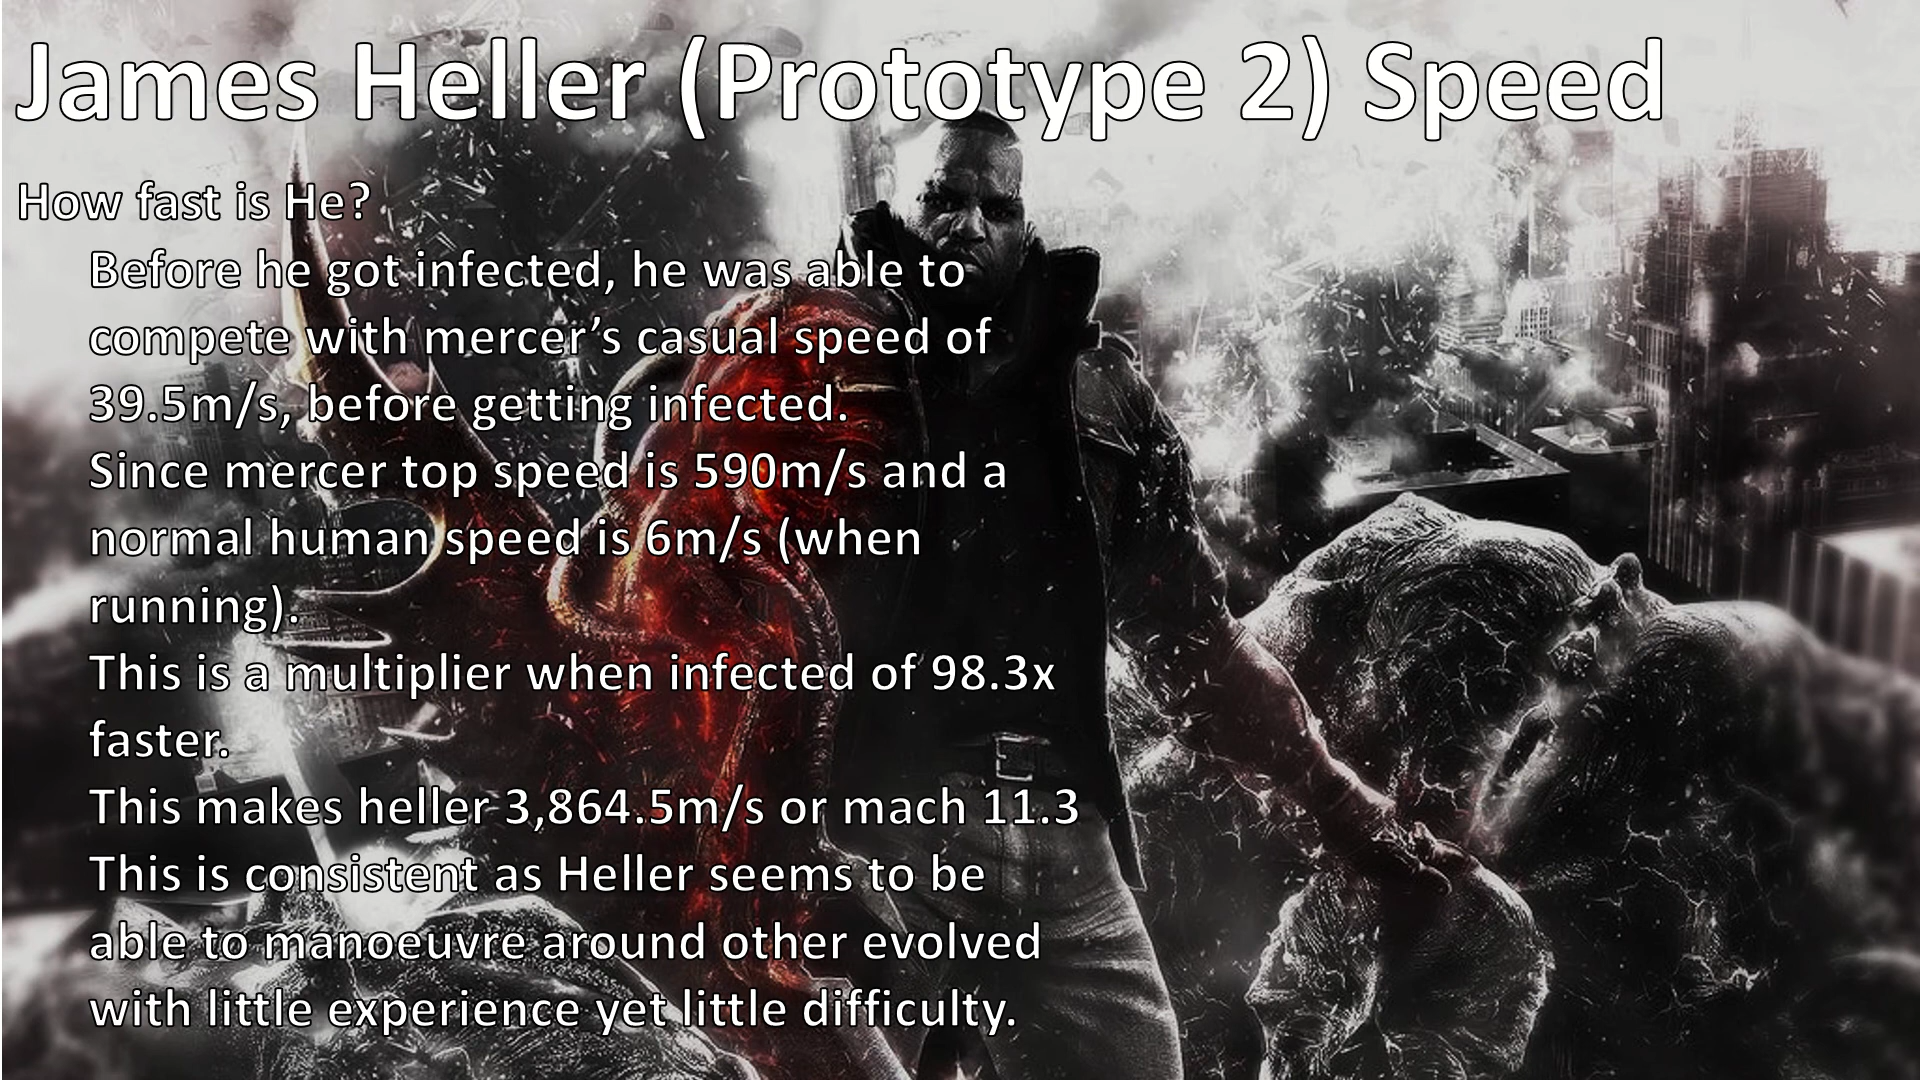 James Heller (Prototype 2) Speed
How fast is He?
Before he got infected, he was able to
compete with mercer’s casual speed of
39.5m/s, before getting infected.
Since mercer top speed is 590m/s and a
normal human speed is 6m/s (when
running).
This is a multiplier when infected of 98.3x
faster.
This makes heller 3,864.5m/s or mach 11.3
This is consistent as Heller seems to be
able to manoeuvre around other evolved
with little experience yet little difficulty.